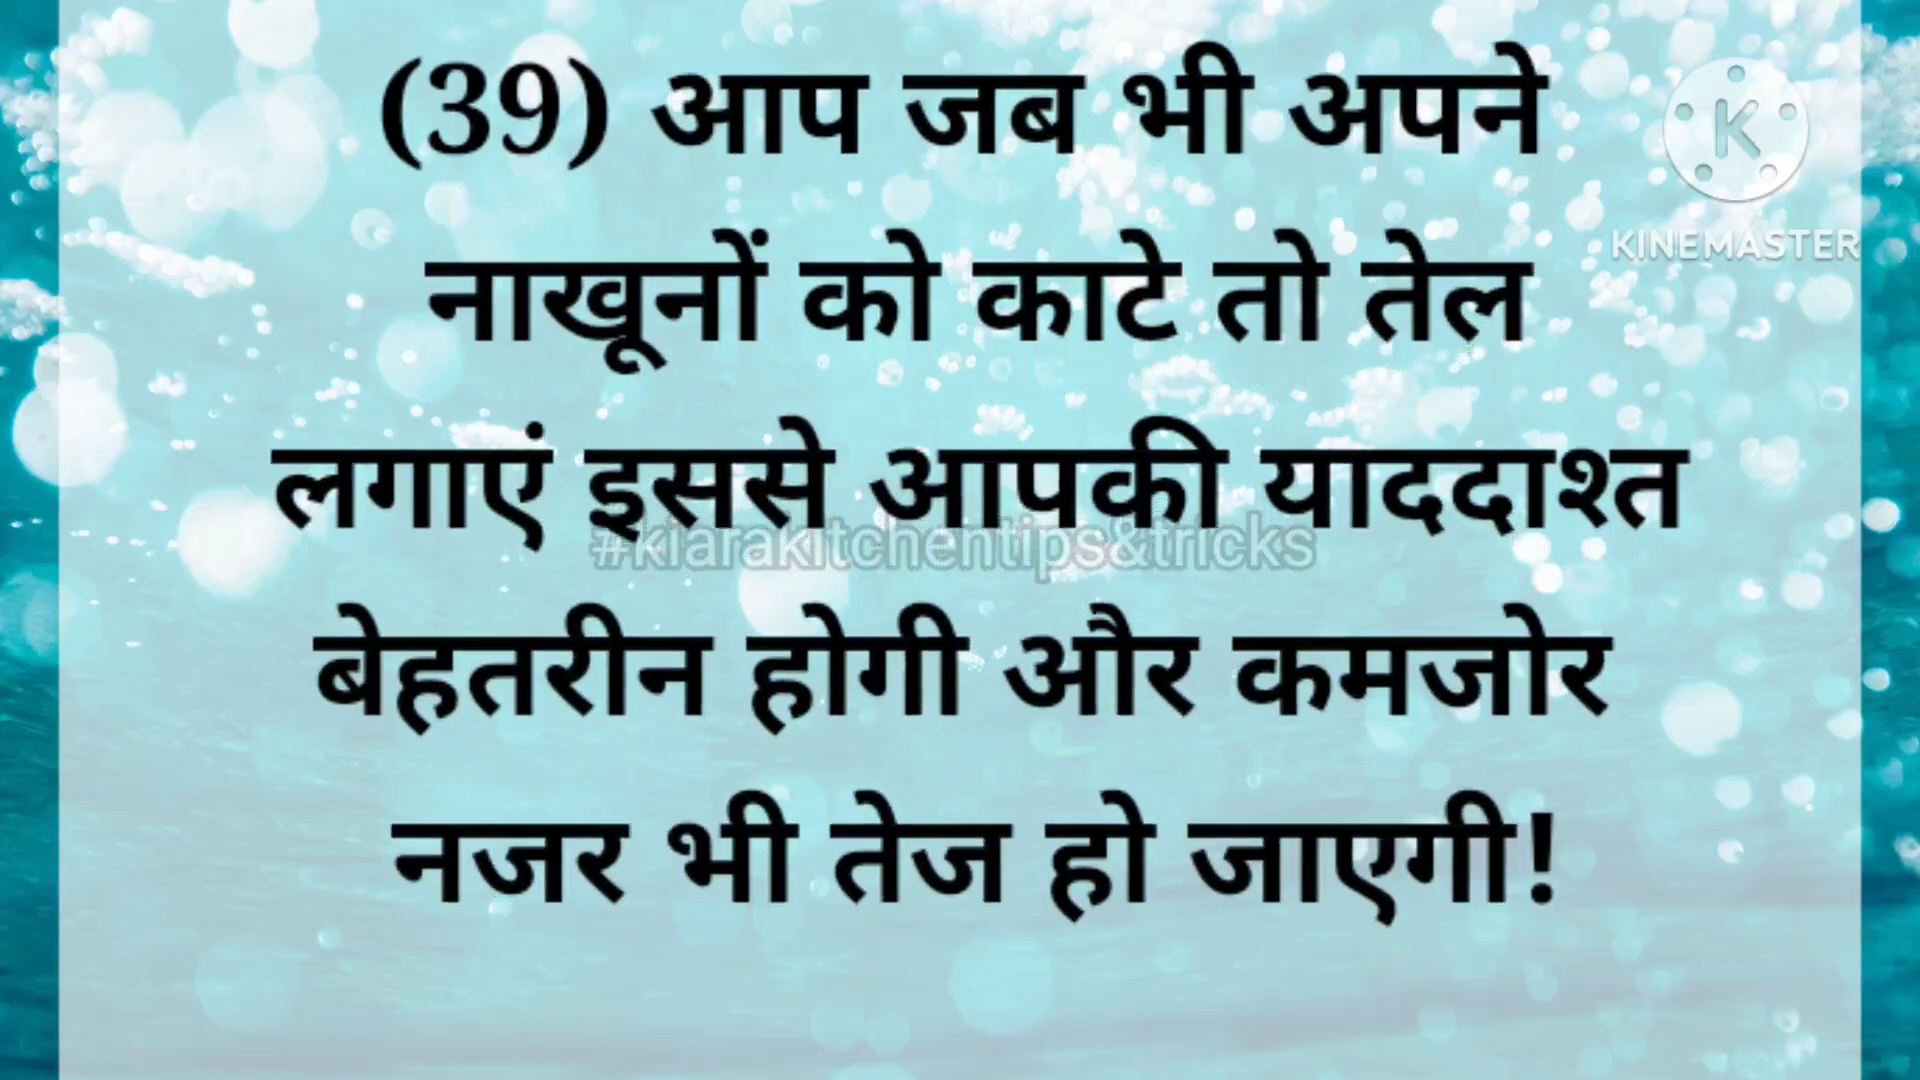 (39) आप जब भी अपने
नाखूनों को काटे तो तेल
लगाएं इससे आपकी याददाश्त
#kiarakitchentips&tricks
बेहतरीन होगी और कमजोर
नजर भी तेज हो जाएगी!
K
KINEMASTER